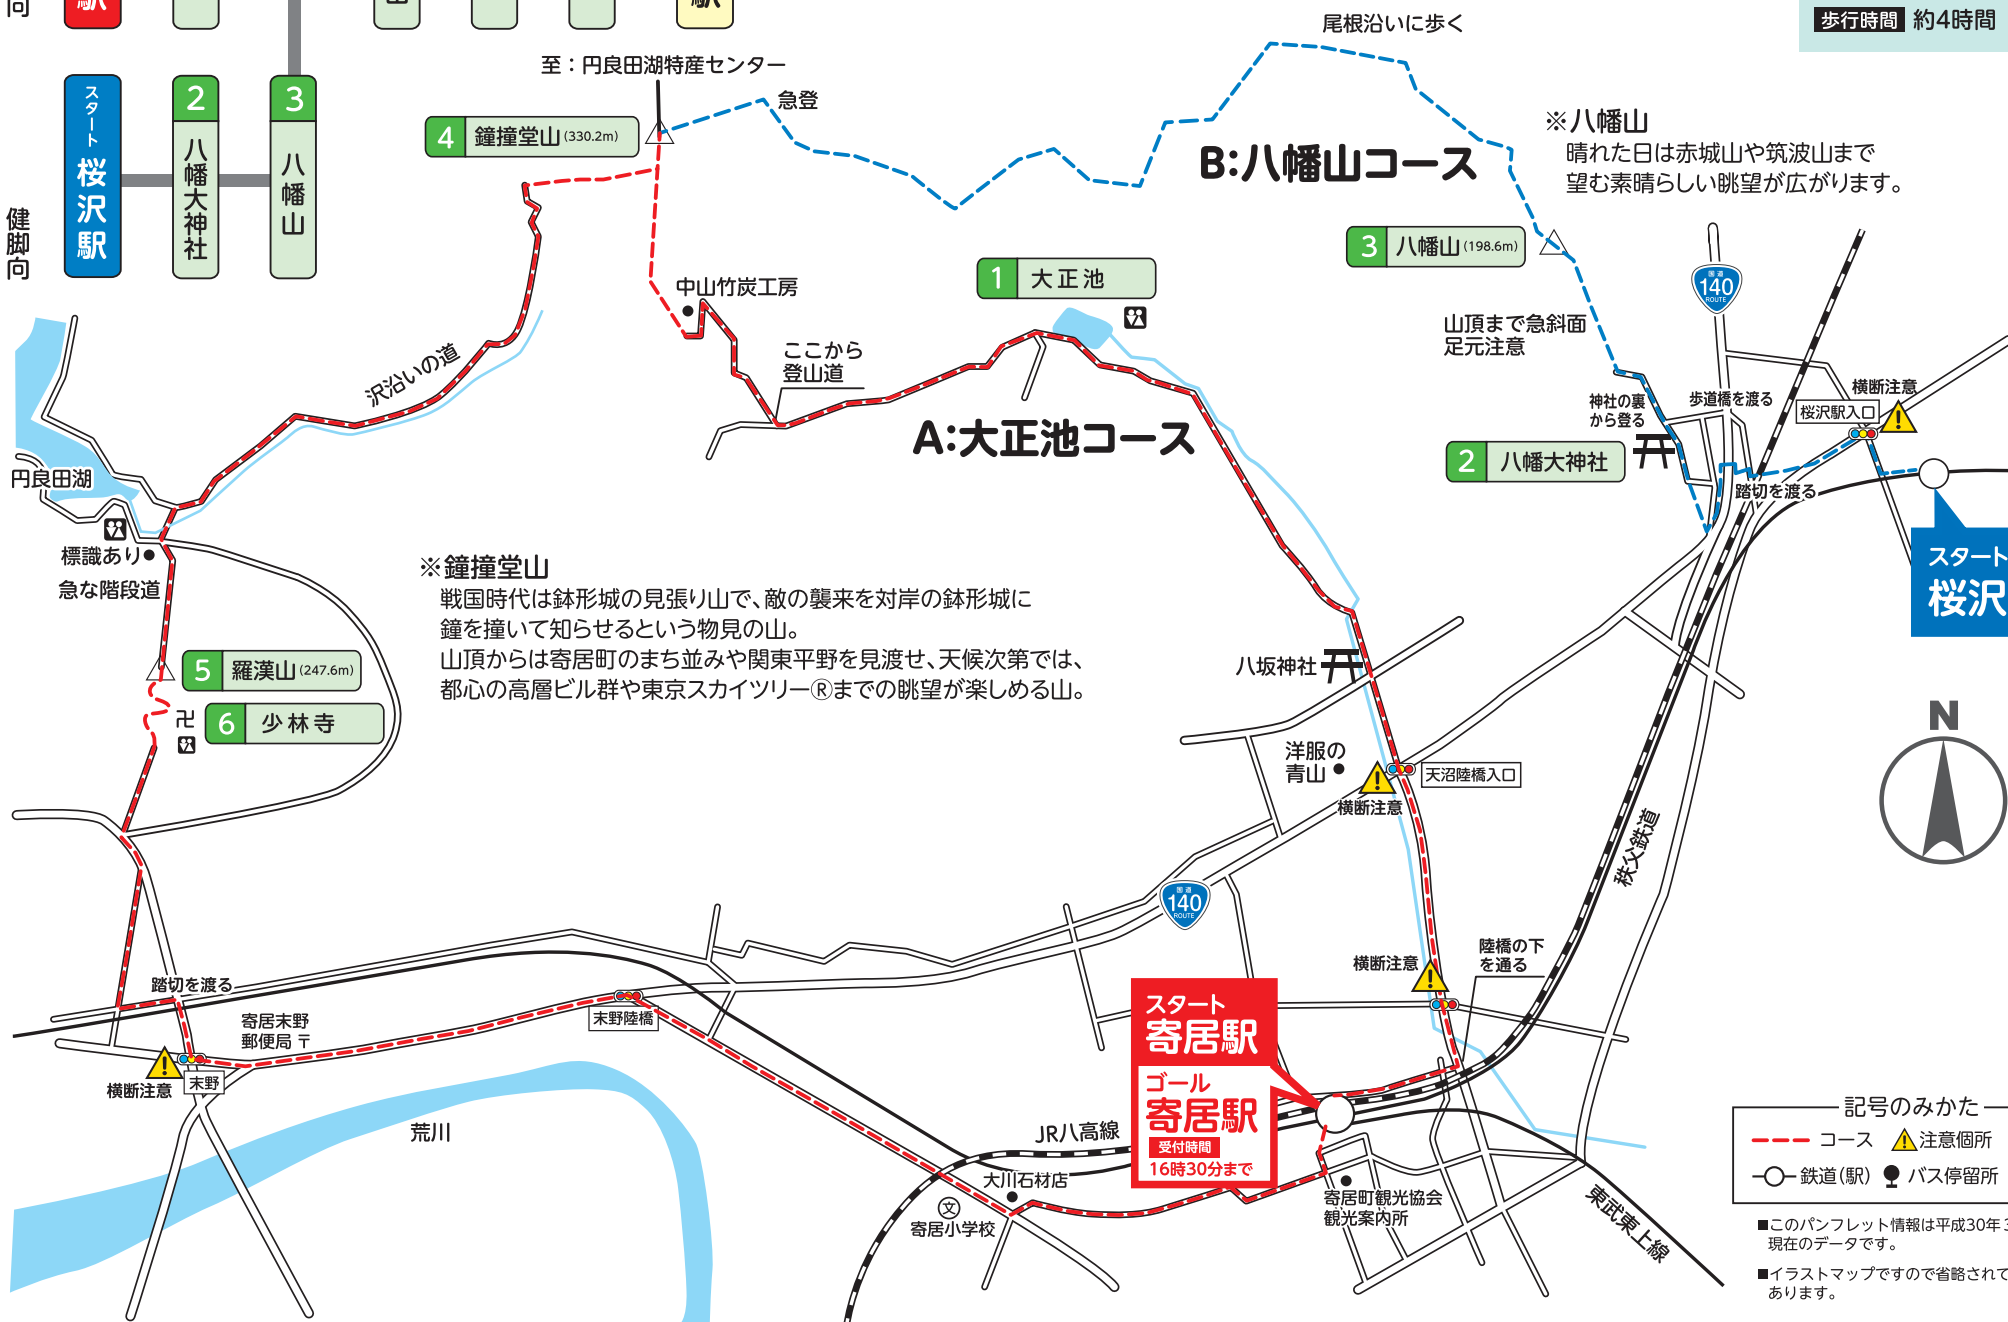 向
駅
山
駅
歩行時間 約4時間
健脚向
スタート
桜沢駅
2
八幡大神社
3
八幡山
至：円良田湖特産センター
急登
尾根沿いに歩く
4 鐘撞堂山(330.2m)
B:八幡山コース
※八幡山
晴れた日は赤城山や筑波山まで
望む素晴らしい眺望が広がります。
3 八幡山(198.6m)
国道
140
ROUTE
1 大正池
中山竹炭工房
山頂まで急斜面
足元注意
ここから
登山道
沢沿いの道
A:大正池コース
神社の裏
から登る
歩道橋を渡る
横断注意
桜沢駅入口
2 八幡大神社
踏切を渡る
円良田湖
標識あり
急な階段道
スタート
桜沢
※鐘撞堂山
戦国時代は鉢形城の見張り山で、敵の襲来を対岸の鉢形城に
鐘を撞いて知らせるという物見の山。
山頂からは寄居町のまち並みや関東平野を見渡せ、天候次第では、
都心の高層ビル群や東京スカイツリー®までの眺望が楽しめる山。
5 羅漢山(247.6m)
卍
6 少林寺
八坂神社
洋服の
青山
天沼陸橋入口
横断注意
N
秩父鉄道
国道
140
ROUTE
横断注意
陸橋の下
を通る
踏切を渡る
寄居末野
郵便局〒
末野陸橋
横断注意
末野
荒川
スタート
寄居駅
ゴール
寄居駅
受付時間
16時30分まで
JR八高線
大川石材店
文
寄居小学校
寄居町観光協会
観光案内所
東武東上線
記号のみかた
コース 注意個所
鉄道(駅) バス停留所
■このパンフレット情報は平成30年3
現在のデータです。
■イラストマップですので省略されて
あります。